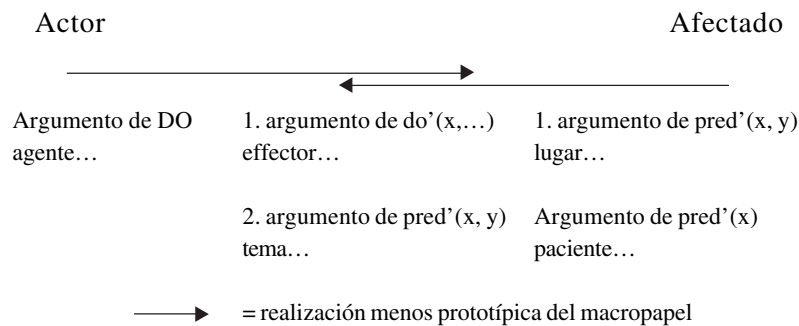 Actor Afectado
Argumento de DO 1. argumento de do’(x,…) 1. argumento de pred’(x, y)
agente… effector… lugar…
2. argumento de pred’(x, y) Argumento de pred’(x)
tema… paciente…
= realización menos prototípica del macropapel